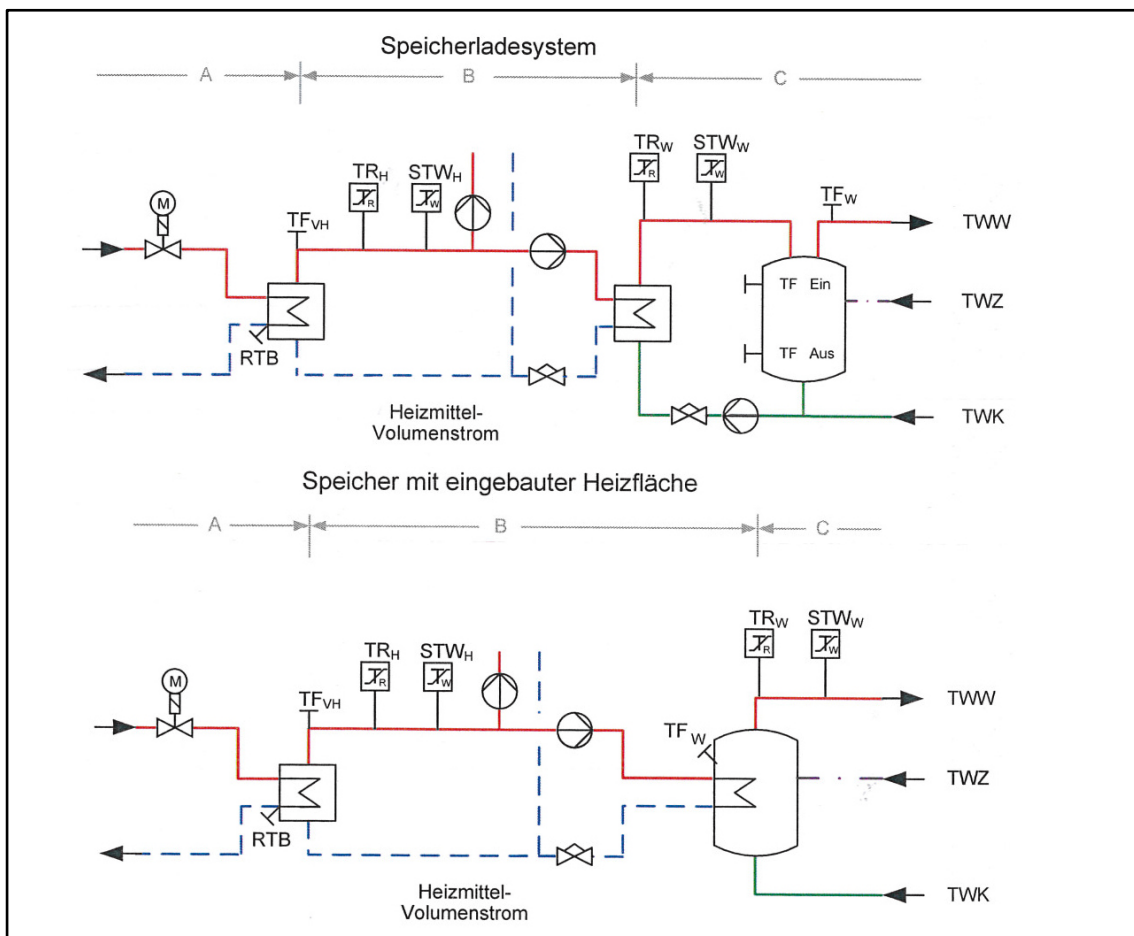 Speicherladesystem
A B C
TRW STWW
TRH STWH
TFW
M R W R W
TFVH
TWW
TF Ein
TWZ
RTB
TF Aus
Heizmittel-
Volumenstrom
TWK
Speicher mit eingebauter Heizfläche
A B C
TRW STWW
TRH STWH
R W
M R W
TFVH
TWW
TFW
TWZ
RTB
Heizmittel-
Volumenstrom
TWK